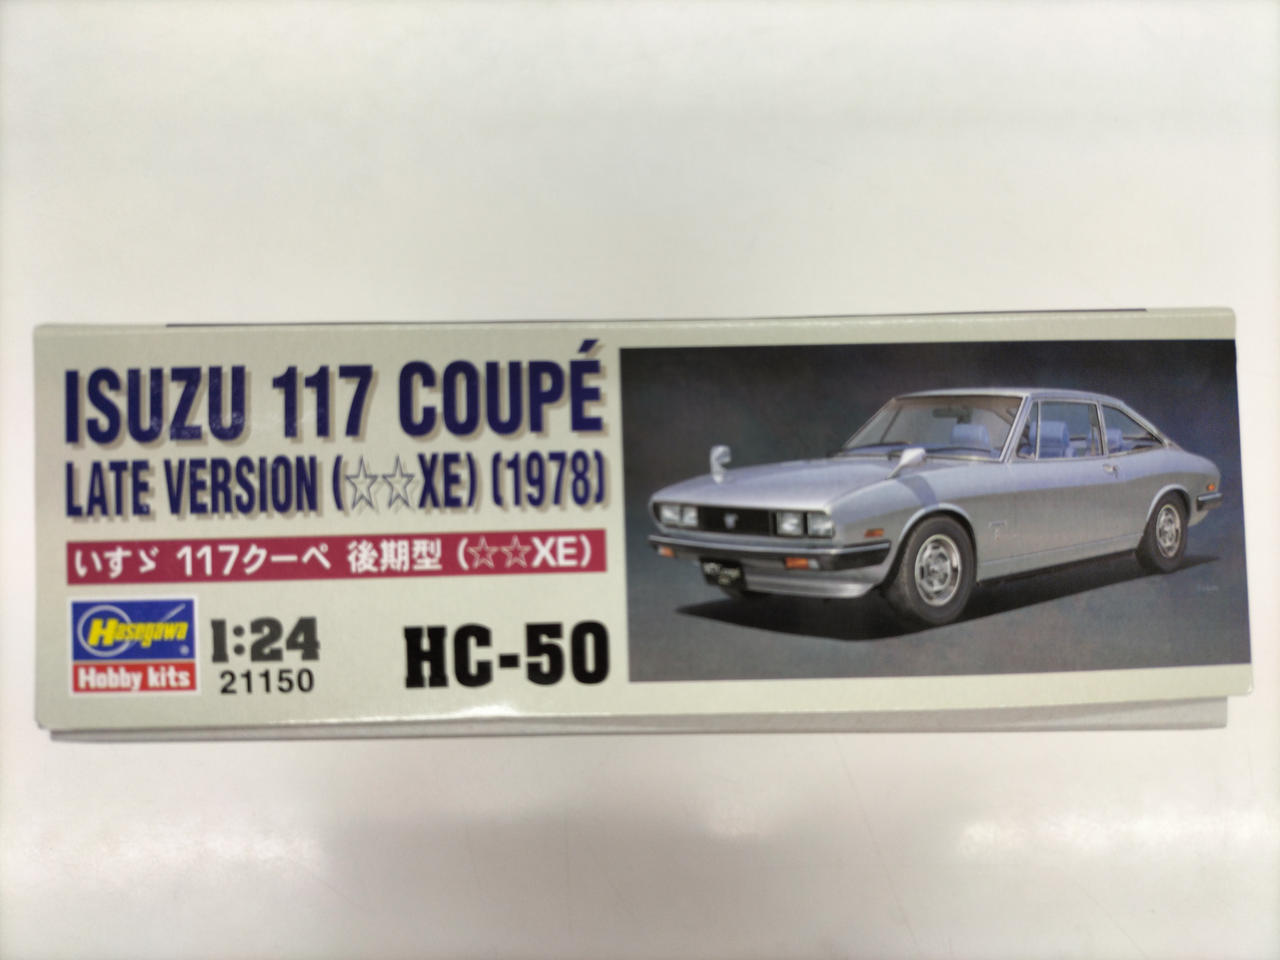 ISUZU 117 COUPÉ
LATE VERSION (☆☆XE) (1978)
いすゞ 117クーペ 後期型 (☆☆XE)
Hasegawa
Hobby kits
1:24
21150
HC-50